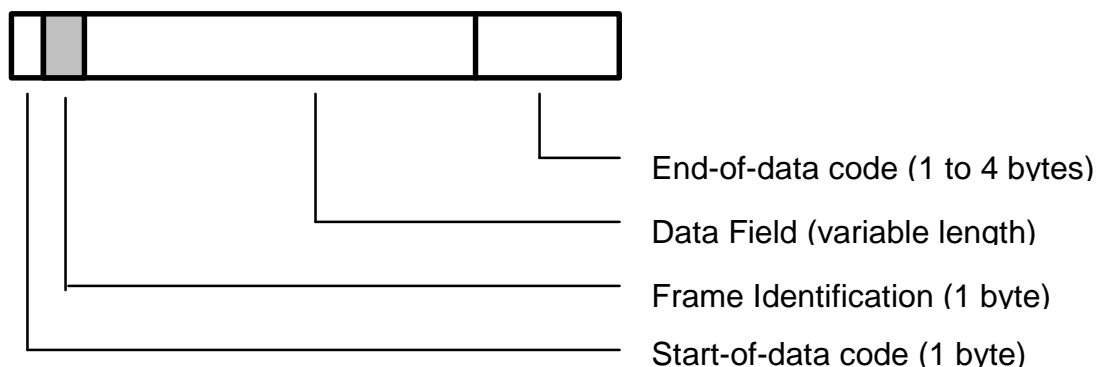 End-of-data code (1 to 4 bytes)
Data Field (variable length)
Frame Identification (1 byte)
Start-of-data code (1 byte)